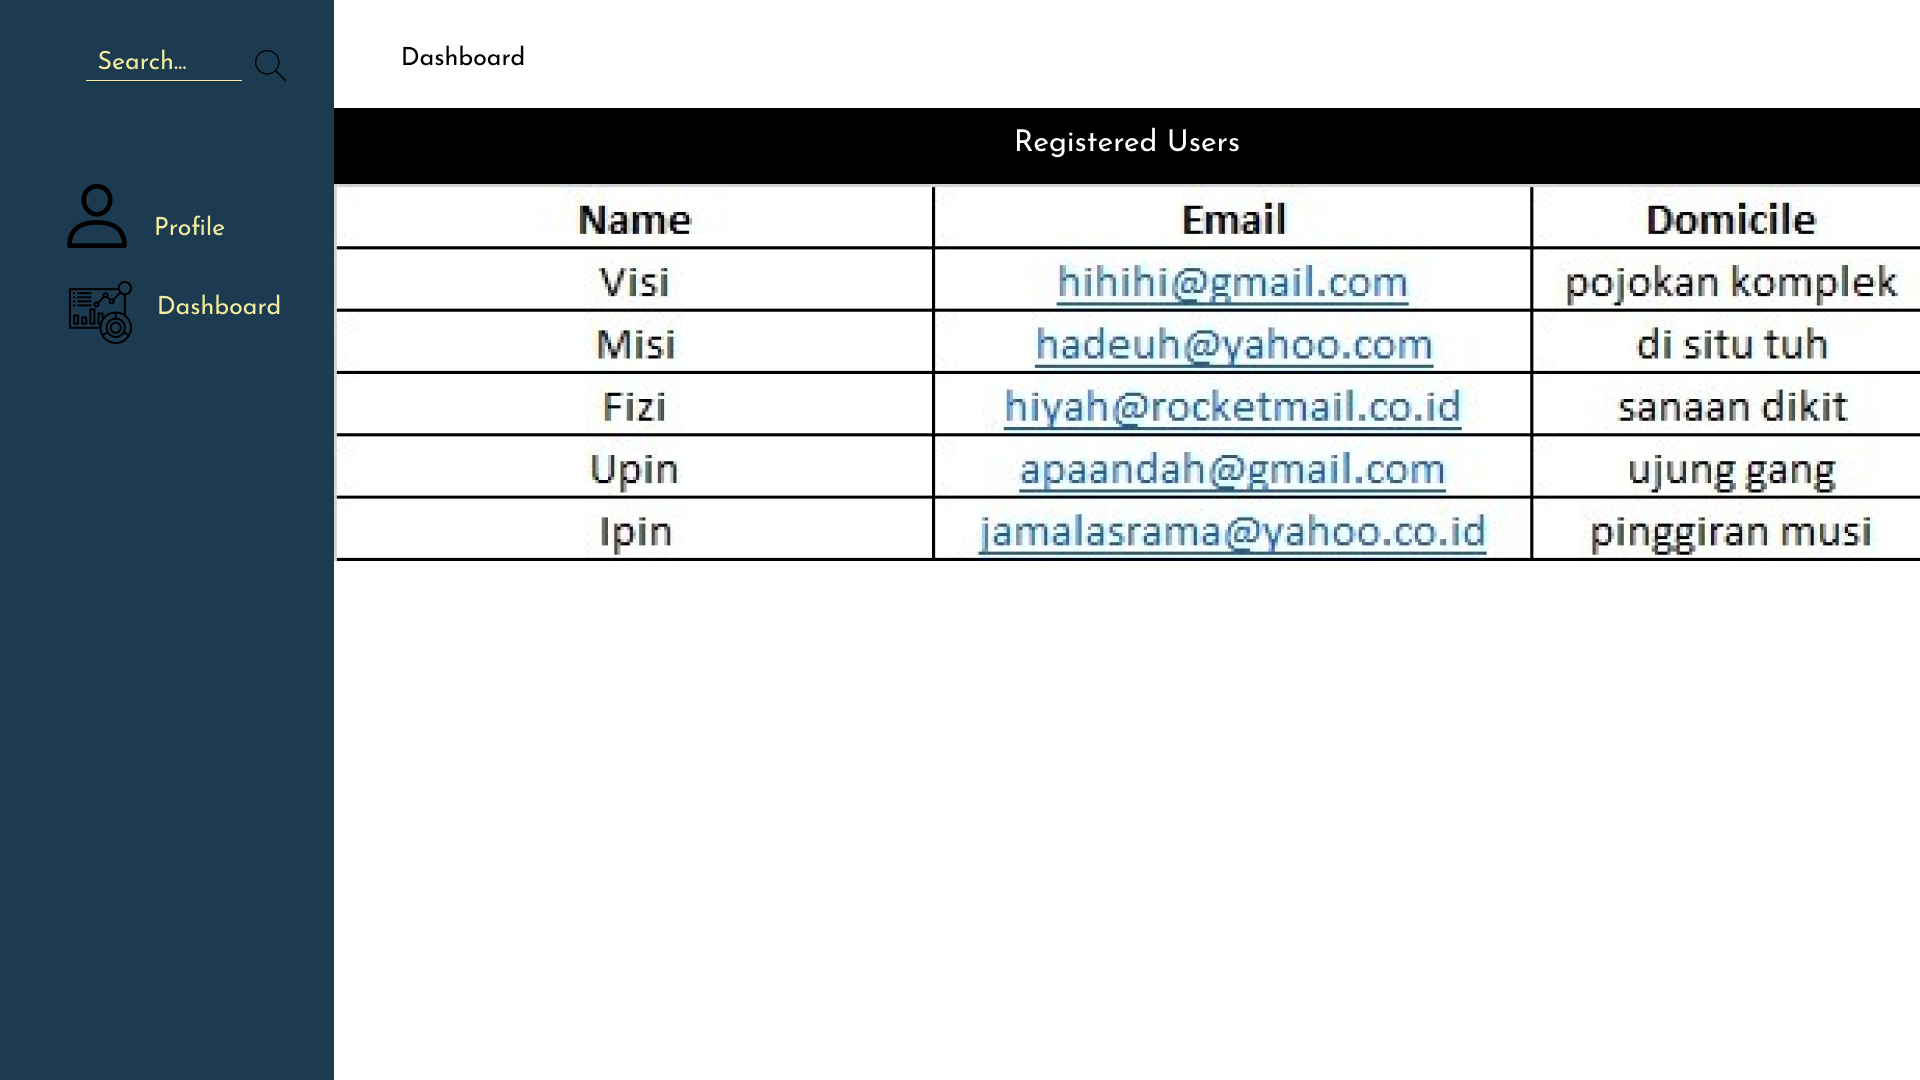 Search...
Dashboard
Registered Users
Profile
Dashboard
Name Email Domicile
Visi hihihi@gmail.com pojokan komplek
Misi hadeuh@yahoo.com di situ tuh
Fizi hiyah@rocketmail.co.id sanaan dikit
Upin apaandah@gmail.com ujung gang
Ipin jamalasrama@yahoo.co.id pinggiran musi